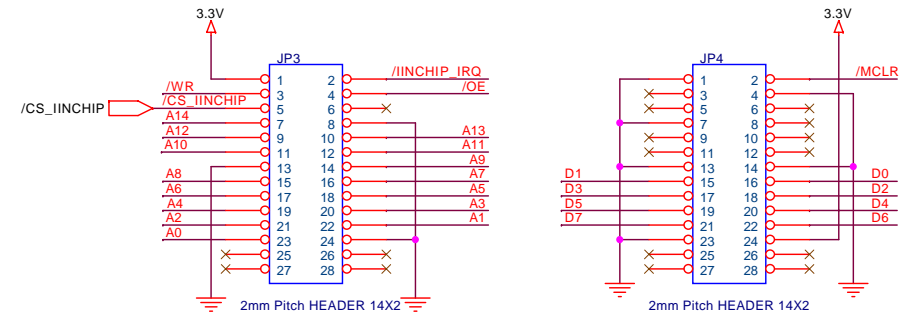 3.3V
3.3V
JP3
JP4
1 2 /IINCHIP_IRQ
/WR 3 4 /OE
/CS_IINCHIP /CS_IINCHIP 5 6
A14 7 8
A12 9 10 A13
A10 11 12 A11
13 14 A9
A8 15 16 A7
A6 17 18 A5
A4 19 20 A3
A2 21 22 A1
A0 23 24
25 26
27 28
2mm Pitch HEADER 14X2
1 2 /MCLR
3 4
5 6
7 8
9 10
11 12
13 14
D1 15 16 D0
D3 17 18 D2
D5 19 20 D4
D7 21 22 D6
23 24
25 26
27 28
2mm Pitch HEADER 14X2